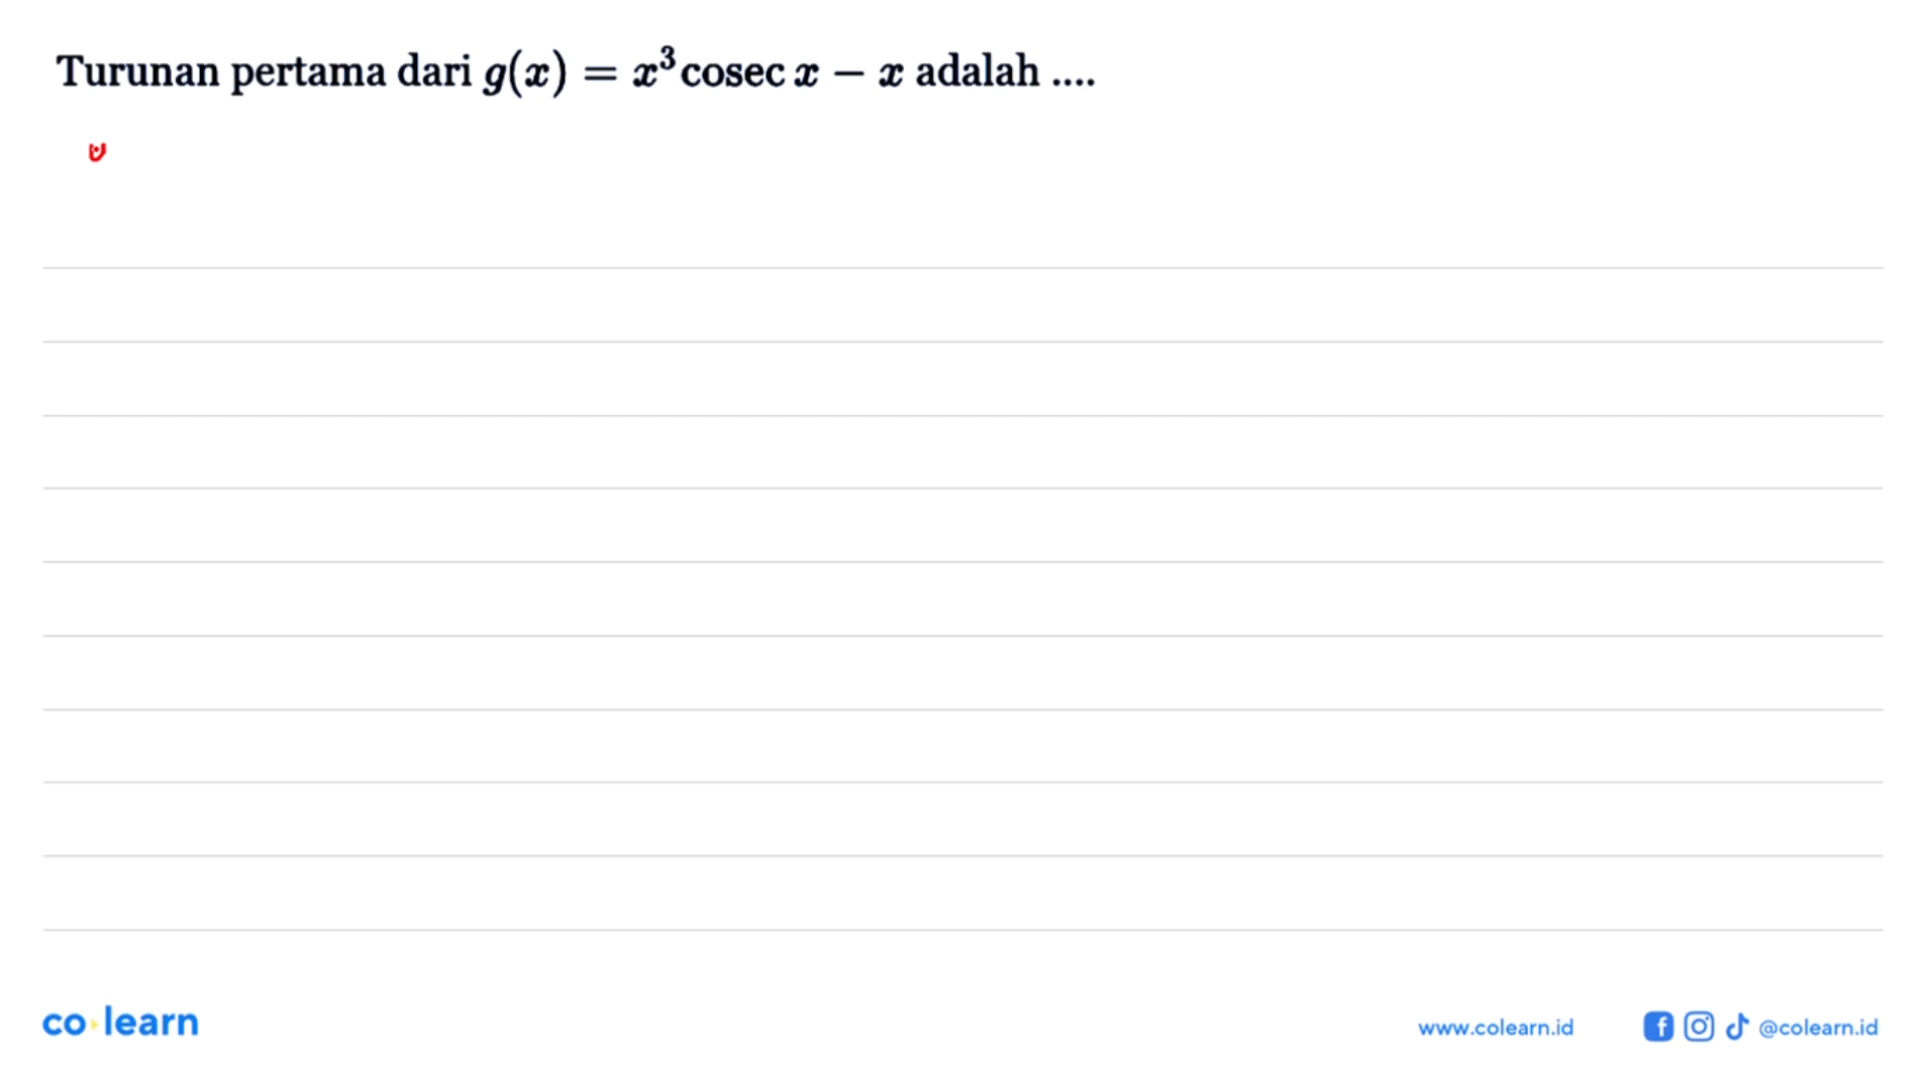 Turunan pertama dari g(x) = x³ cosec x − x adalah ....
co learn
www.colearn.id
@colearn.id